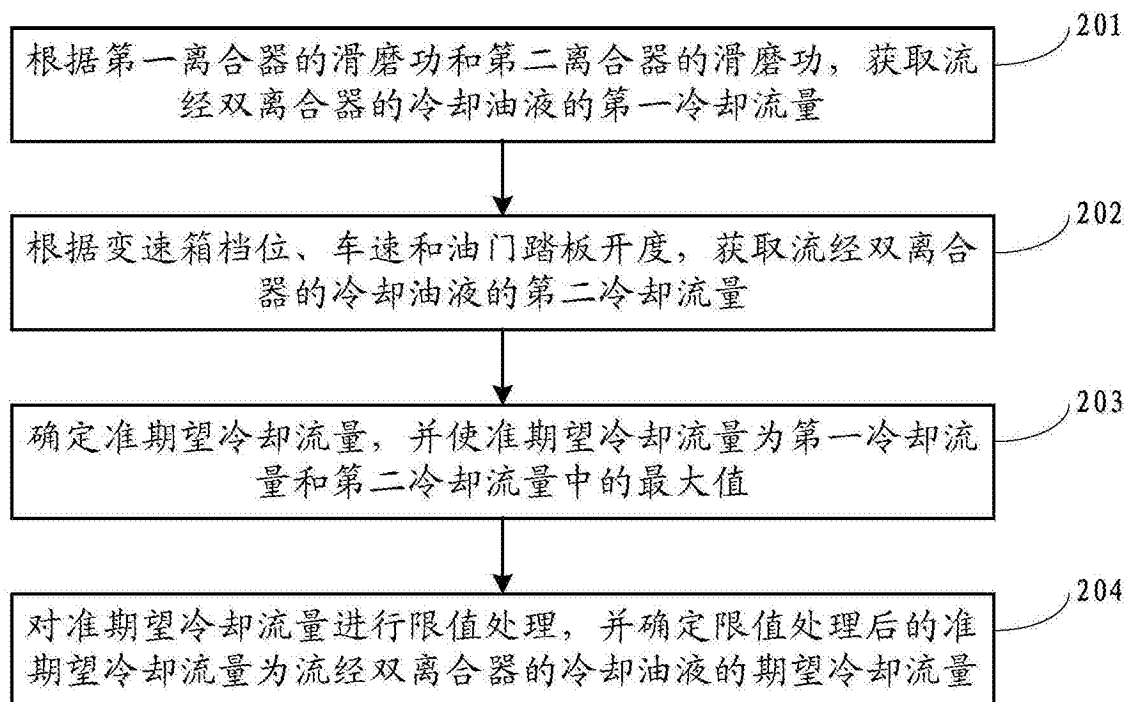 201
根据第一离合器的滑磨功和第二离合器的滑磨功，获取流
经双离合器的冷却油液的第一冷却流量
202
根据变速箱档位、车速和油门踏板开度，获取流经双离合
器的冷却油液的第二冷却流量
203
确定准期望冷却流量，并使准期望冷却流量为第一冷却流
量和第二冷却流量中的最大值
204
对准期望冷却流量进行限值处理，并确定限值处理后的准
期望冷却流量为流经双离合器的冷却油液的期望冷却流量